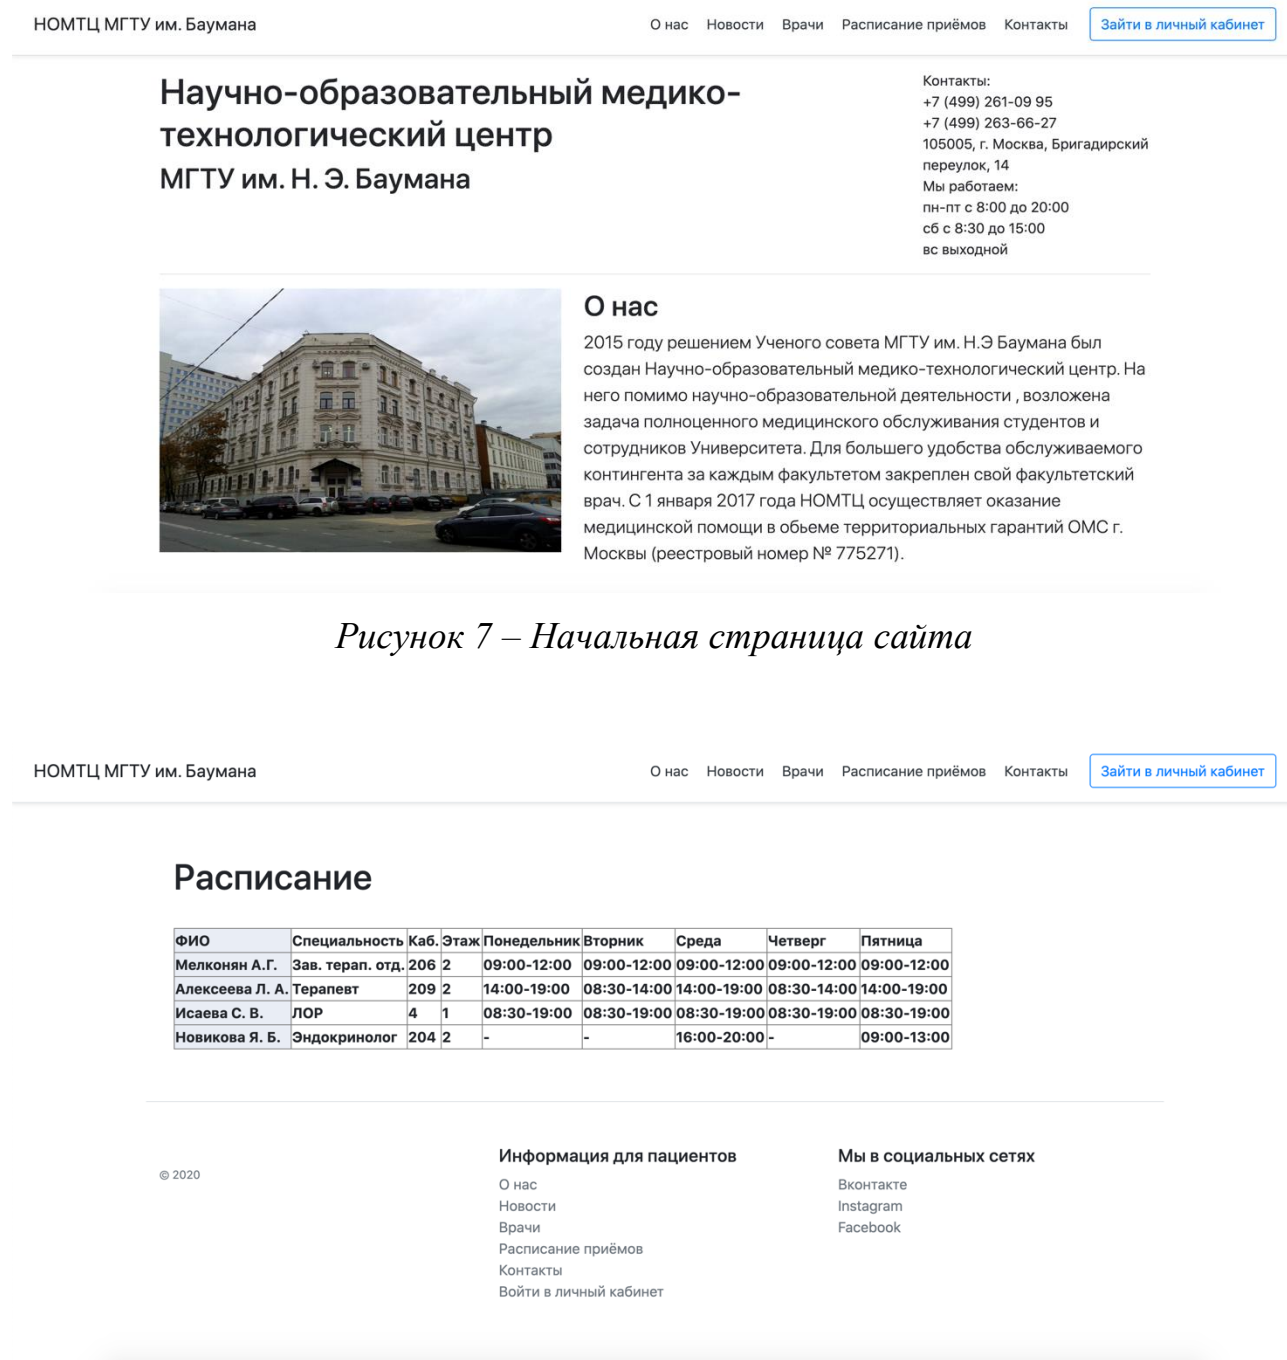 НОМТЦ МГТУ им. Баумана О нас Новости Врачи Расписание приёмов Контакты Зайти в личный кабинет
Научно-образовательный медико-
технологический центр
МГТУ им. Н. Э. Баумана
Контакты:
+7 (499) 261-09 95
+7 (499) 263-66-27
105005, г. Москва, Бригадирский
переулок, 14
Мы работаем:
пн-пт с 8:00 до 20:00
сб с 8:30 до 15:00
вс выходной
О нас
2015 году решением Ученого совета МГТУ им. Н.Э Баумана был
создан Научно-образовательный медико-технологический центр. На
него помимо научно-образовательной деятельности , возложена
задача полноценного медицинского обслуживания студентов и
сотрудников Университета. Для большего удобства обслуживаемого
контингента за каждым факультетом закреплен свой факультетский
врач. С 1 января 2017 года НОМТЦ осуществляет оказание
медицинской помощи в обьеме территориальных гарантий ОМС г.
Москвы (реестровый номер № 775271).
Рисунок 7 – Начальная страница сайта
НОМТЦ МГТУ им. Баумана О нас Новости Врачи Расписание приёмов Контакты Зайти в личный кабинет
Расписание
ФИО Специальность Каб. Этаж Понедельник Вторник Среда Четверг Пятница
Мелконян А.Г. Зав. терап. отд. 206 2 09:00-12:00 09:00-12:00 09:00-12:00 09:00-12:00 09:00-12:00
Алексеева Л. А. Терапевт 209 2 14:00-19:00 08:30-14:00 14:00-19:00 08:30-14:00 14:00-19:00
Исаева С. В. ЛОР 4 1 08:30-19:00 08:30-19:00 08:30-19:00 08:30-19:00 08:30-19:00
Новикова Я. Б. Эндокринолог 204 2 - - 16:00-20:00 - 09:00-13:00
© 2020
Информация для пациентов
О нас
Новости
Врачи
Расписание приёмов
Контакты
Войти в личный кабинет
Мы в социальных сетях
Вконтакте
Instagram
Facebook